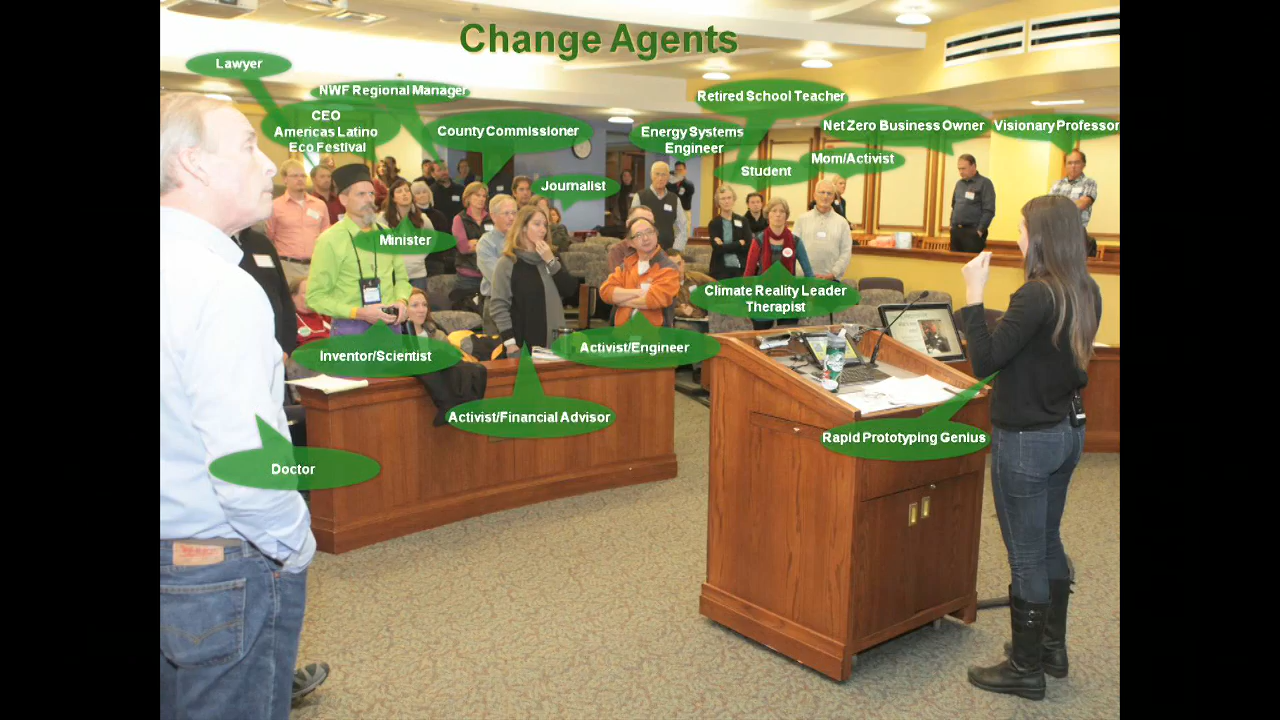 Change Agents
Lawyer
NWF Regional Manager
CEO
Americas Latino
Eco Festival
County Commissioner
Journalist
Retired School Teacher
Energy Systems
Engineer
Student
Mom/Activist
Net Zero Business Owner
Visionary Professor
Minister
Climate Reality Leader
Therapist
Inventor/Scientist
Activist/Engineer
Activist/Financial Advisor
Rapid Prototyping Genius
Doctor